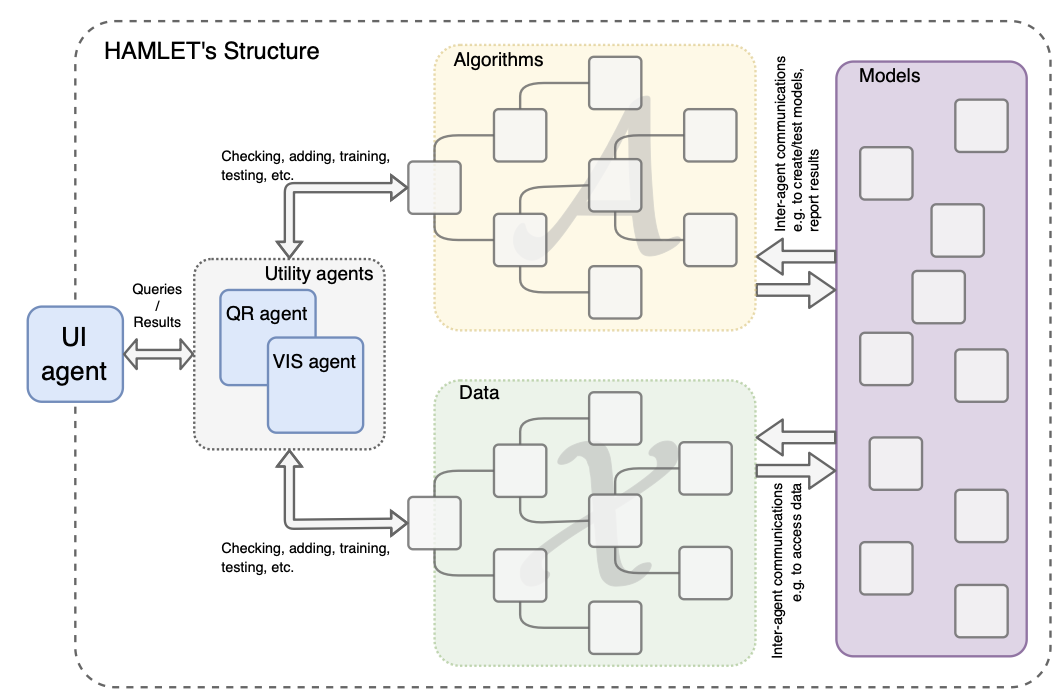 HAMLET's Structure
Algorithms
Models
Checking, adding, training,
testing, etc.
Inter-agent communications
e.g. to create/test models,
report results
Utility agents
Queries
/
Results
QR agent
UI
agent
VIS agent
Data
𝒜
𝒳
Checking, adding, training,
testing, etc.
Inter-agent communications
e.g. to access data